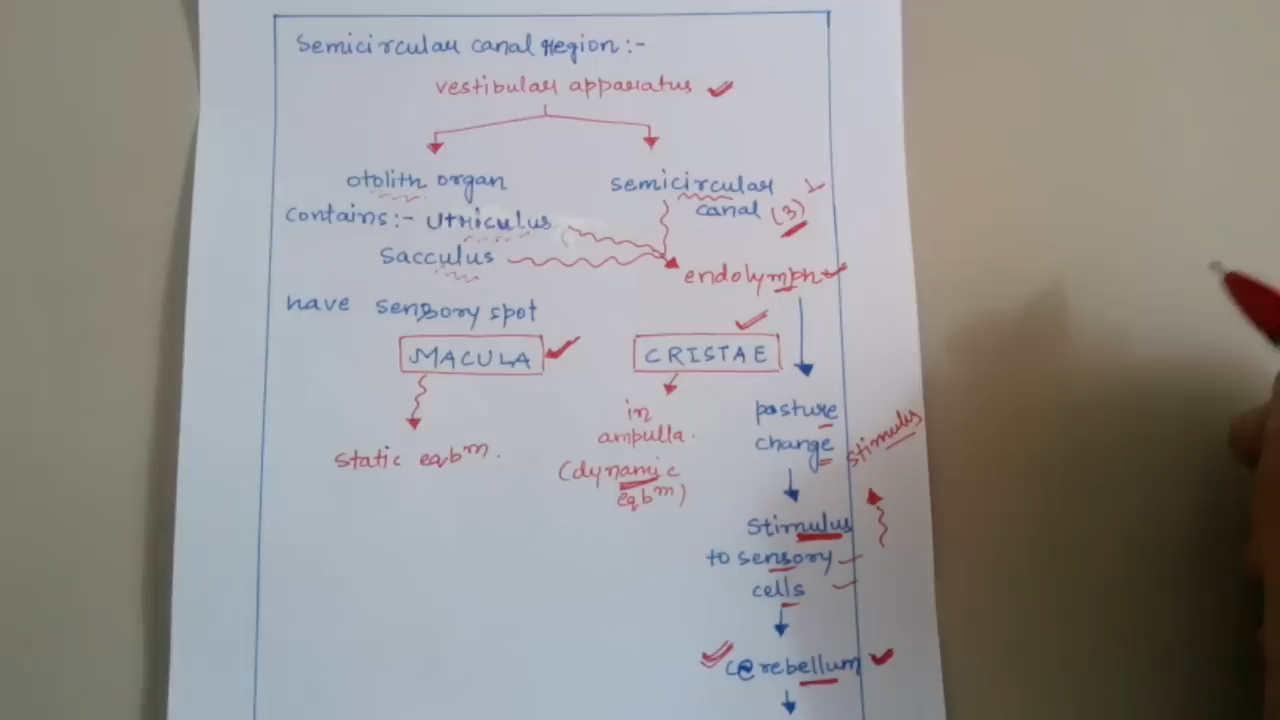 Semicircular canal region:-
vestibular apparatus
otolith organ
semicircular
canal (3)
contains:- utriculus
sacculus
endolymph
have sensory spot
MACULA
CRISTAE
static eqbm.
in
ampulla.
(dynamic
eqbm)
posture
change
stimulus
stimulus
to sensory
cells
cerebellum